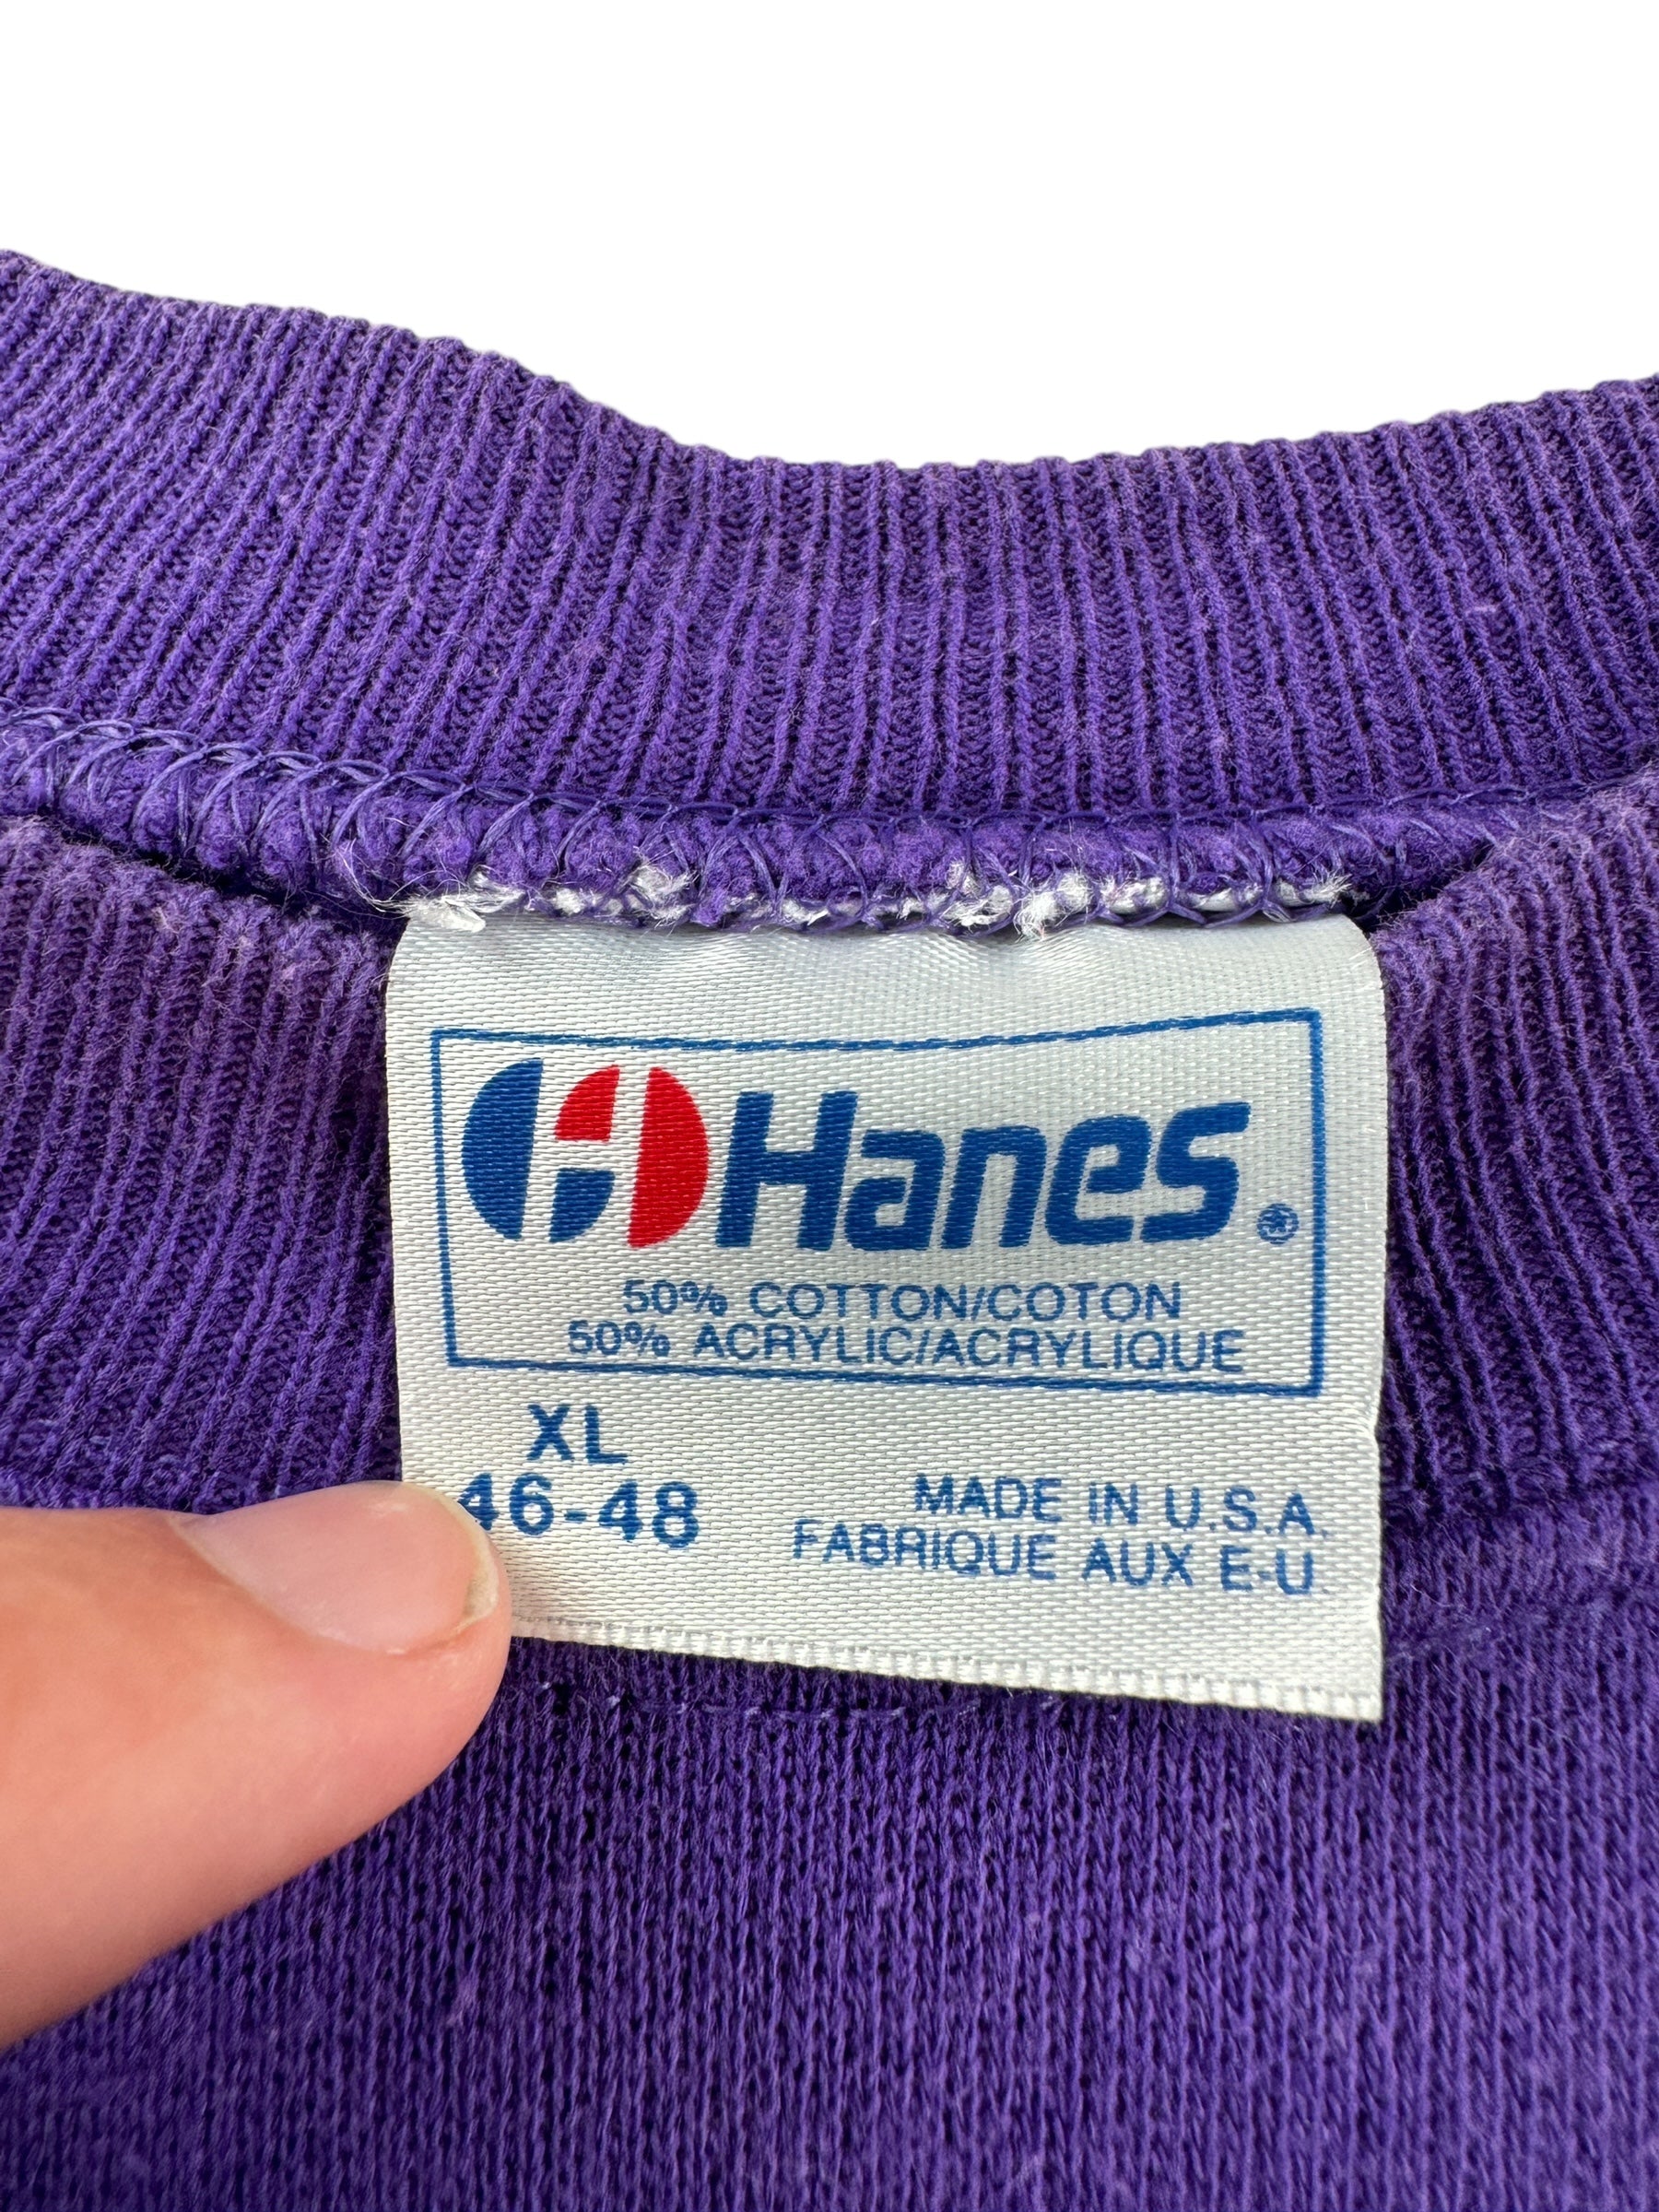 Hanes®
50% COTTON/COTON
50% ACRYLIC/ACRYLIQUE
XL
46-48
MADE IN U.S.A.
FABRIQUE AUX E-U